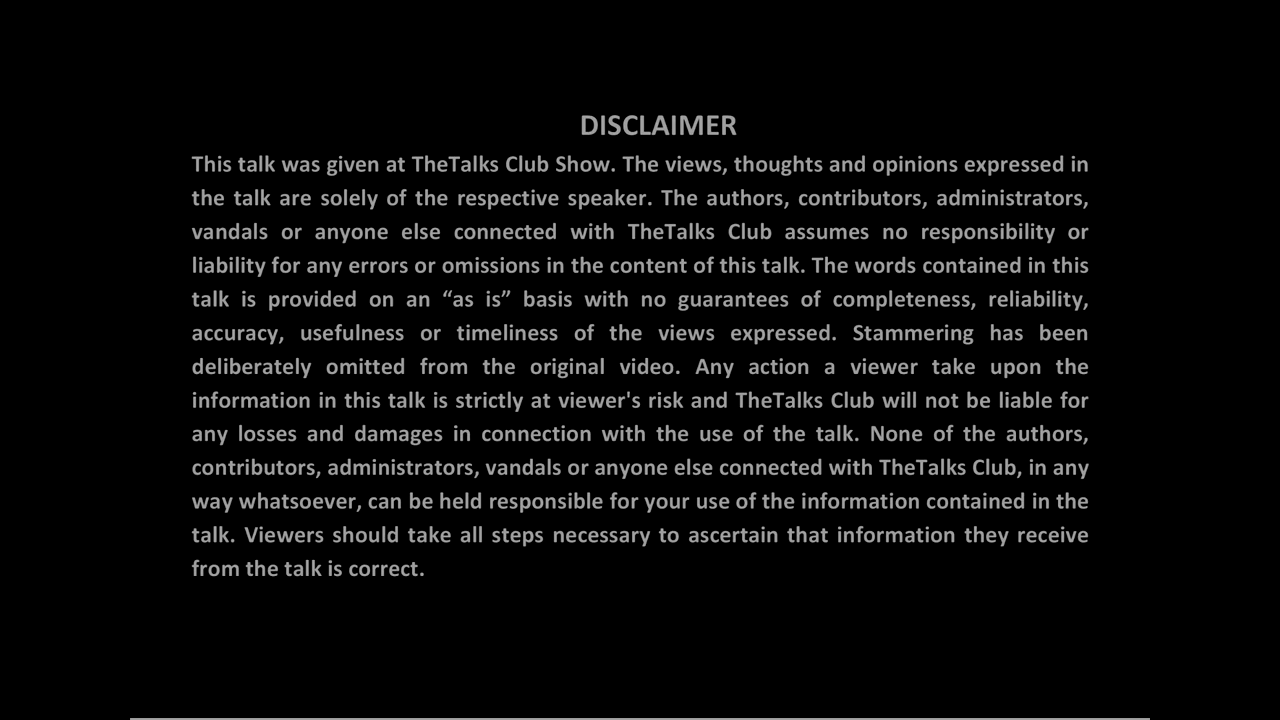 DISCLAIMER
This talk was given at TheTalks Club Show. The views, thoughts and opinions expressed in
the talk are solely of the respective speaker. The authors, contributors, administrators,
vandals or anyone else connected with TheTalks Club assumes no responsibility or
liability for any errors or omissions in the content of this talk. The words contained in this
talk is provided on an “as is” basis with no guarantees of completeness, reliability,
accuracy, usefulness or timeliness of the views expressed. Stammering has been
deliberately omitted from the original video. Any action a viewer take upon the
information in this talk is strictly at viewer's risk and TheTalks Club will not be liable for
any losses and damages in connection with the use of the talk. None of the authors,
contributors, administrators, vandals or anyone else connected with TheTalks Club, in any
way whatsoever, can be held responsible for your use of the information contained in the
talk. Viewers should take all steps necessary to ascertain that information they receive
from the talk is correct.